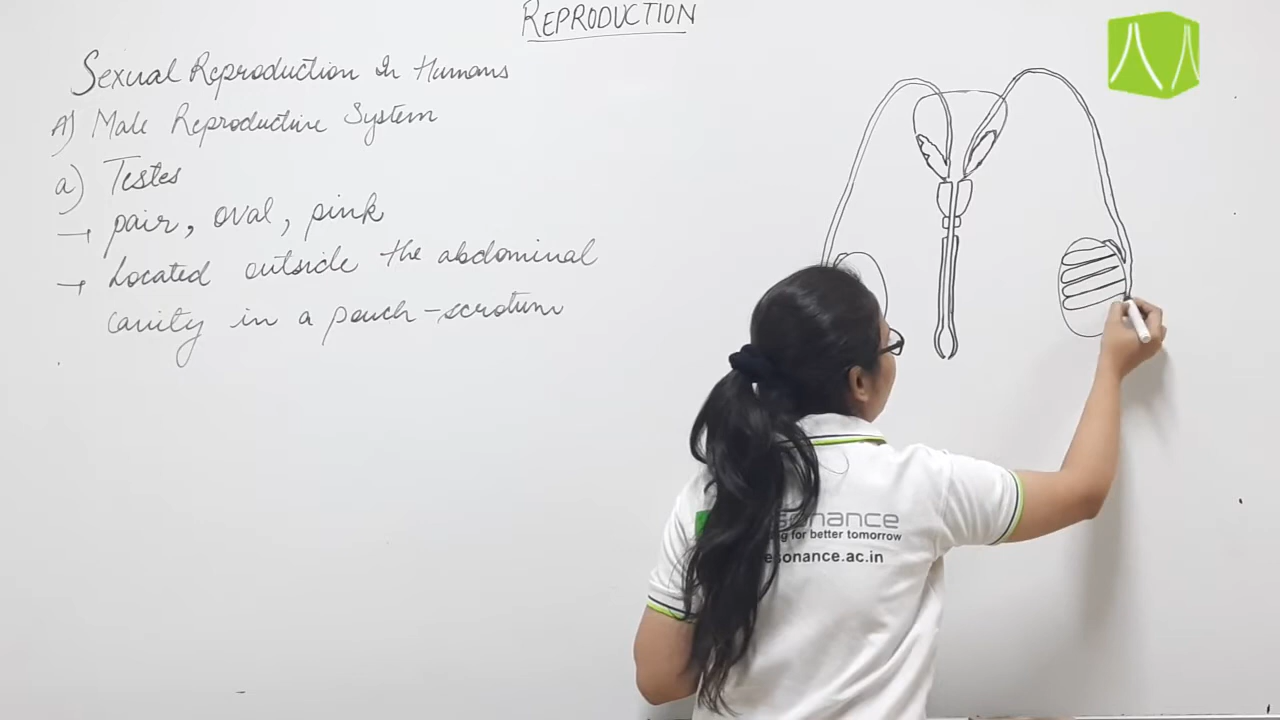 REPRODUCTION
Sexual Reproduction In Humans
A) Male Reproductive System
a) Testes
→ pair, oval, pink
→ Located outside the abdominal
cavity in a pouch - scrotum
sonance
for better tomorrow
esonance.ac.in